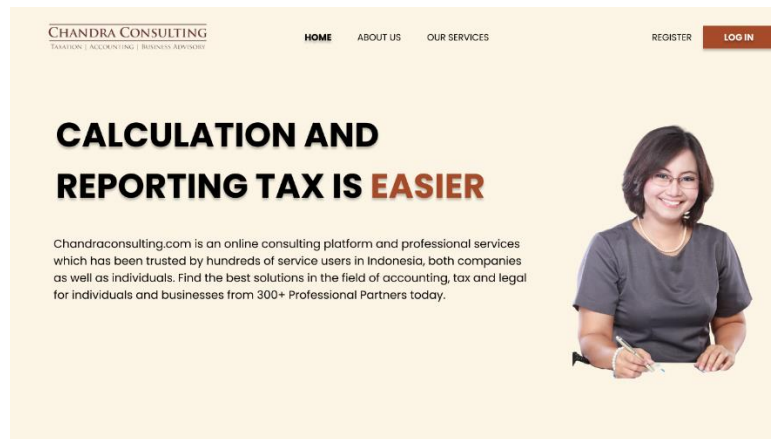 CHANDRA CONSULTING
TAXATION | ACCOUNTING | BUSINESS ADVISORY
HOME ABOUT US OUR SERVICES REGISTER LOG IN
CALCULATION AND
REPORTING TAX IS EASIER
Chandraconsulting.com is an online consulting platform and professional services
which has been trusted by hundreds of service users in Indonesia, both companies
as well as individuals. Find the best solutions in the field of accounting, tax and legal
for individuals and businesses from 300+ Professional Partners today.